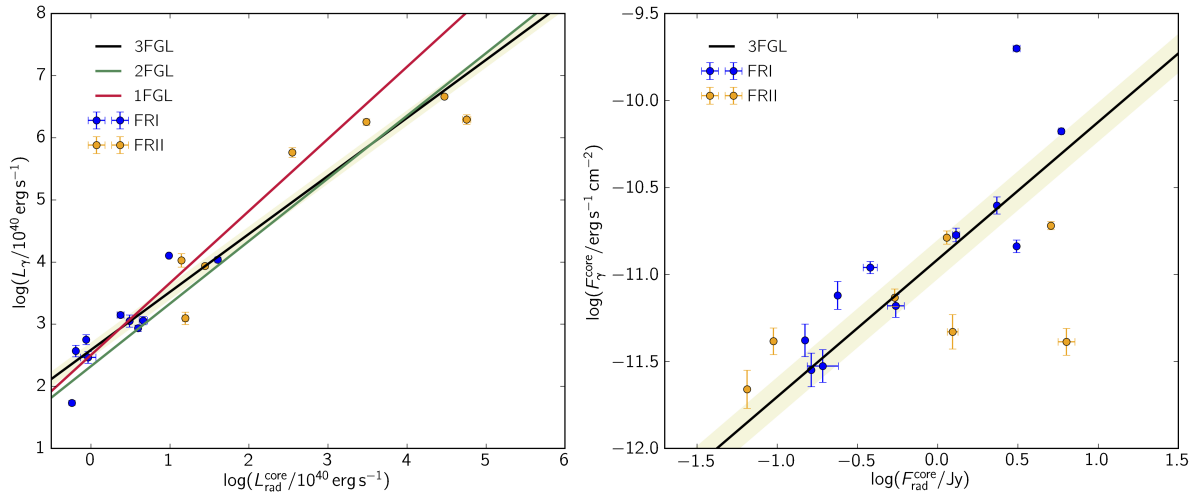 8
7
6
5
4
3
2
1
log(L_γ/10^40 erg s^−1)
3FGL
2FGL
1FGL
FRI
FRII
0 1 2 3 4 5 6
log(L_rad^core/10^40 erg s^−1)
−9.5
−10.0
−10.5
−11.0
−11.5
−12.0
log(F_γ^core/erg s^−1 cm^−2)
3FGL
FRI
FRII
−1.5 −1.0 −0.5 0.0 0.5 1.0 1.5
log(F_rad^core/Jy)